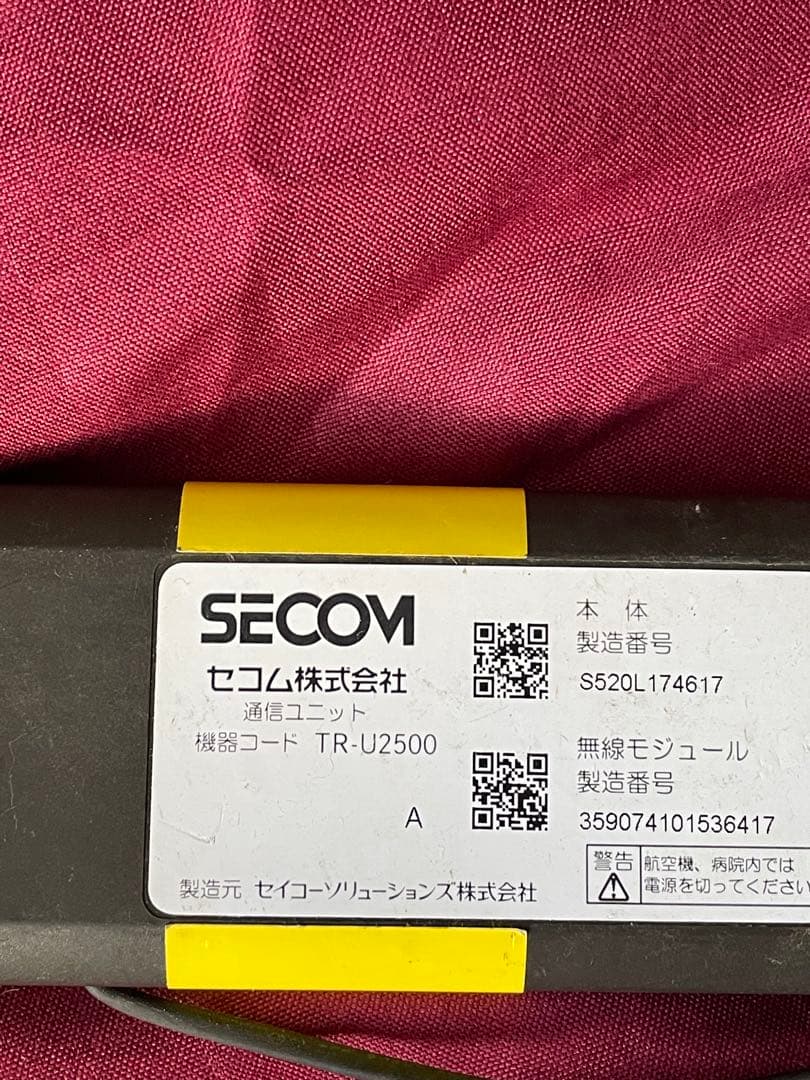 SECOM
セコム株式会社
通信ユニット
機器コード TR-U2500
A
製造元 セイコーソリューションズ株式会社
本 体
製造番号
S520L174617
無線モジュール
製造番号
359074101536417
警告
航空機、病院内では
電源を切ってください